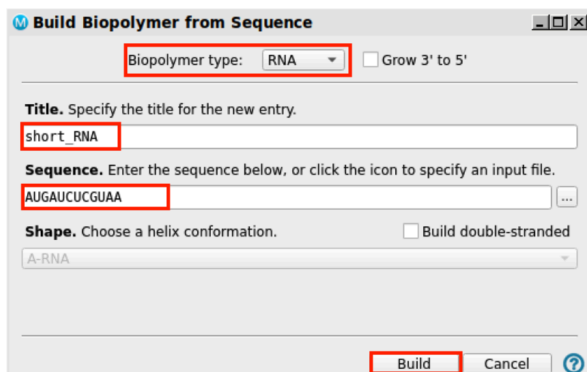 Build Biopolymer from Sequence
Biopolymer type: RNA Grow 3' to 5'
Title. Specify the title for the new entry.
short_RNA
Sequence. Enter the sequence below, or click the icon to specify an input file.
AUGAUCUCGUAA ...
Shape. Choose a helix conformation. Build double-stranded
A-RNA
Build Cancel ?